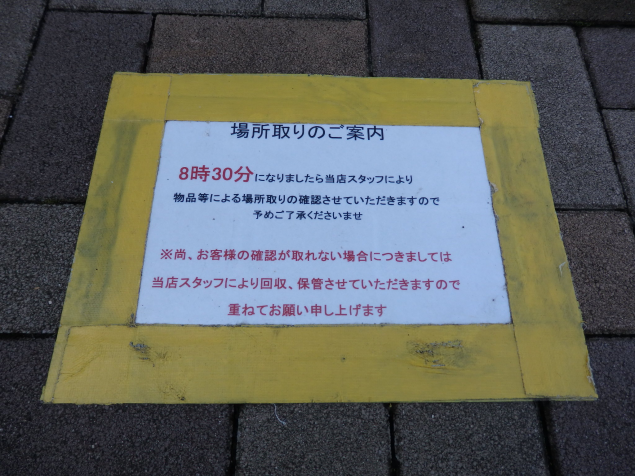 場所取りのご案内
8時30分になりましたら当店スタッフにより
物品等による場所取りの確認させていただきますので
予めご了承くださいませ
※尚、お客様の確認が取れない場合につきましては
当店スタッフにより回収、保管させていただきますので
重ねてお願い申し上げます